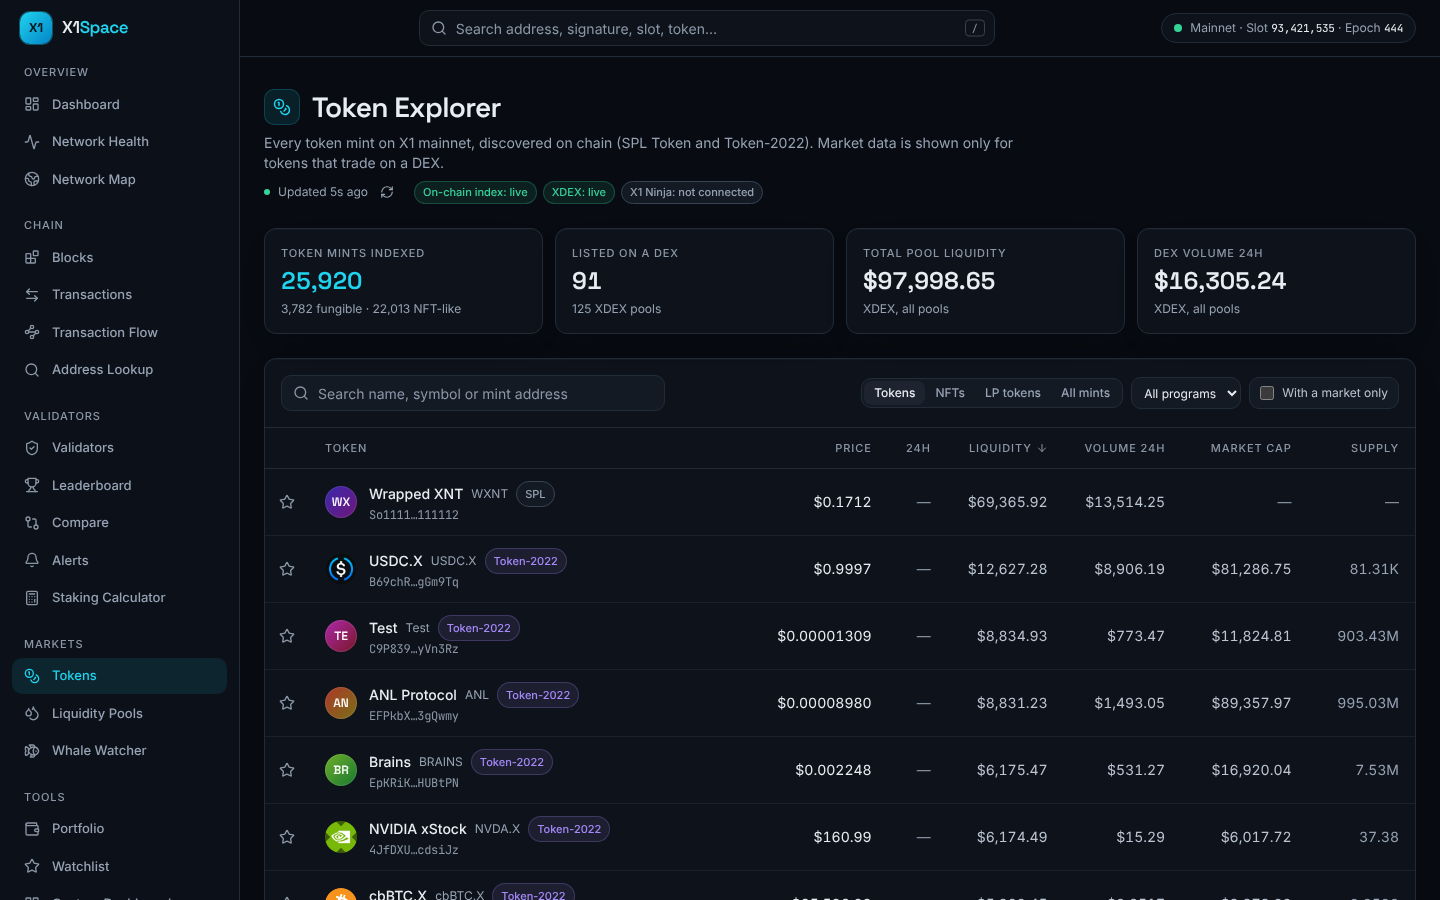 X1 X1Space
Search address, signature, slot, token... /
Mainnet · Slot 93,421,535 · Epoch 444
OVERVIEW
Dashboard
Network Health
Network Map
CHAIN
Blocks
Transactions
Transaction Flow
Address Lookup
VALIDATORS
Validators
Leaderboard
Compare
Alerts
Staking Calculator
MARKETS
Tokens
Liquidity Pools
Whale Watcher
TOOLS
Portfolio
Watchlist
Token Explorer
Every token mint on X1 mainnet, discovered on chain (SPL Token and Token-2022). Market data is shown only for
tokens that trade on a DEX.
Updated 5s ago On-chain index: live XDEX: live X1 Ninja: not connected
TOKEN MINTS INDEXED
25,920
3,782 fungible · 22,013 NFT-like
LISTED ON A DEX
91
125 XDEX pools
TOTAL POOL LIQUIDITY
$97,998.65
XDEX, all pools
DEX VOLUME 24H
$16,305.24
XDEX, all pools
Search name, symbol or mint address
Tokens NFTs LP tokens All mints All programs With a market only
TOKEN PRICE 24H LIQUIDITY ↓ VOLUME 24H MARKET CAP SUPPLY
WX Wrapped XNT WXNT SPL $0.1712 — $69,365.92 $13,514.25 — —
So1111…111112
USDC.X USDC.X Token-2022 $0.9997 — $12,627.28 $8,906.19 $81,286.75 81.31K
B69chR…gGm9Tq
TE Test Test Token-2022 $0.00001309 — $8,834.93 $773.47 $11,824.81 903.43M
C9P839…yVn3Rz
AN ANL Protocol ANL Token-2022 $0.00008980 — $8,831.23 $1,493.05 $89,357.97 995.03M
EFPkbX…3gQwmy
BR Brains BRAINS Token-2022 $0.002248 — $6,175.47 $531.27 $16,920.04 7.53M
EpKRiK…HUBtPN
NVIDIA xStock NVDA.X Token-2022 $160.99 — $6,174.49 $15.29 $6,017.72 37.38
4JfDXU…cdsiJz
cbBTC.X cbBTC.X Token-2022